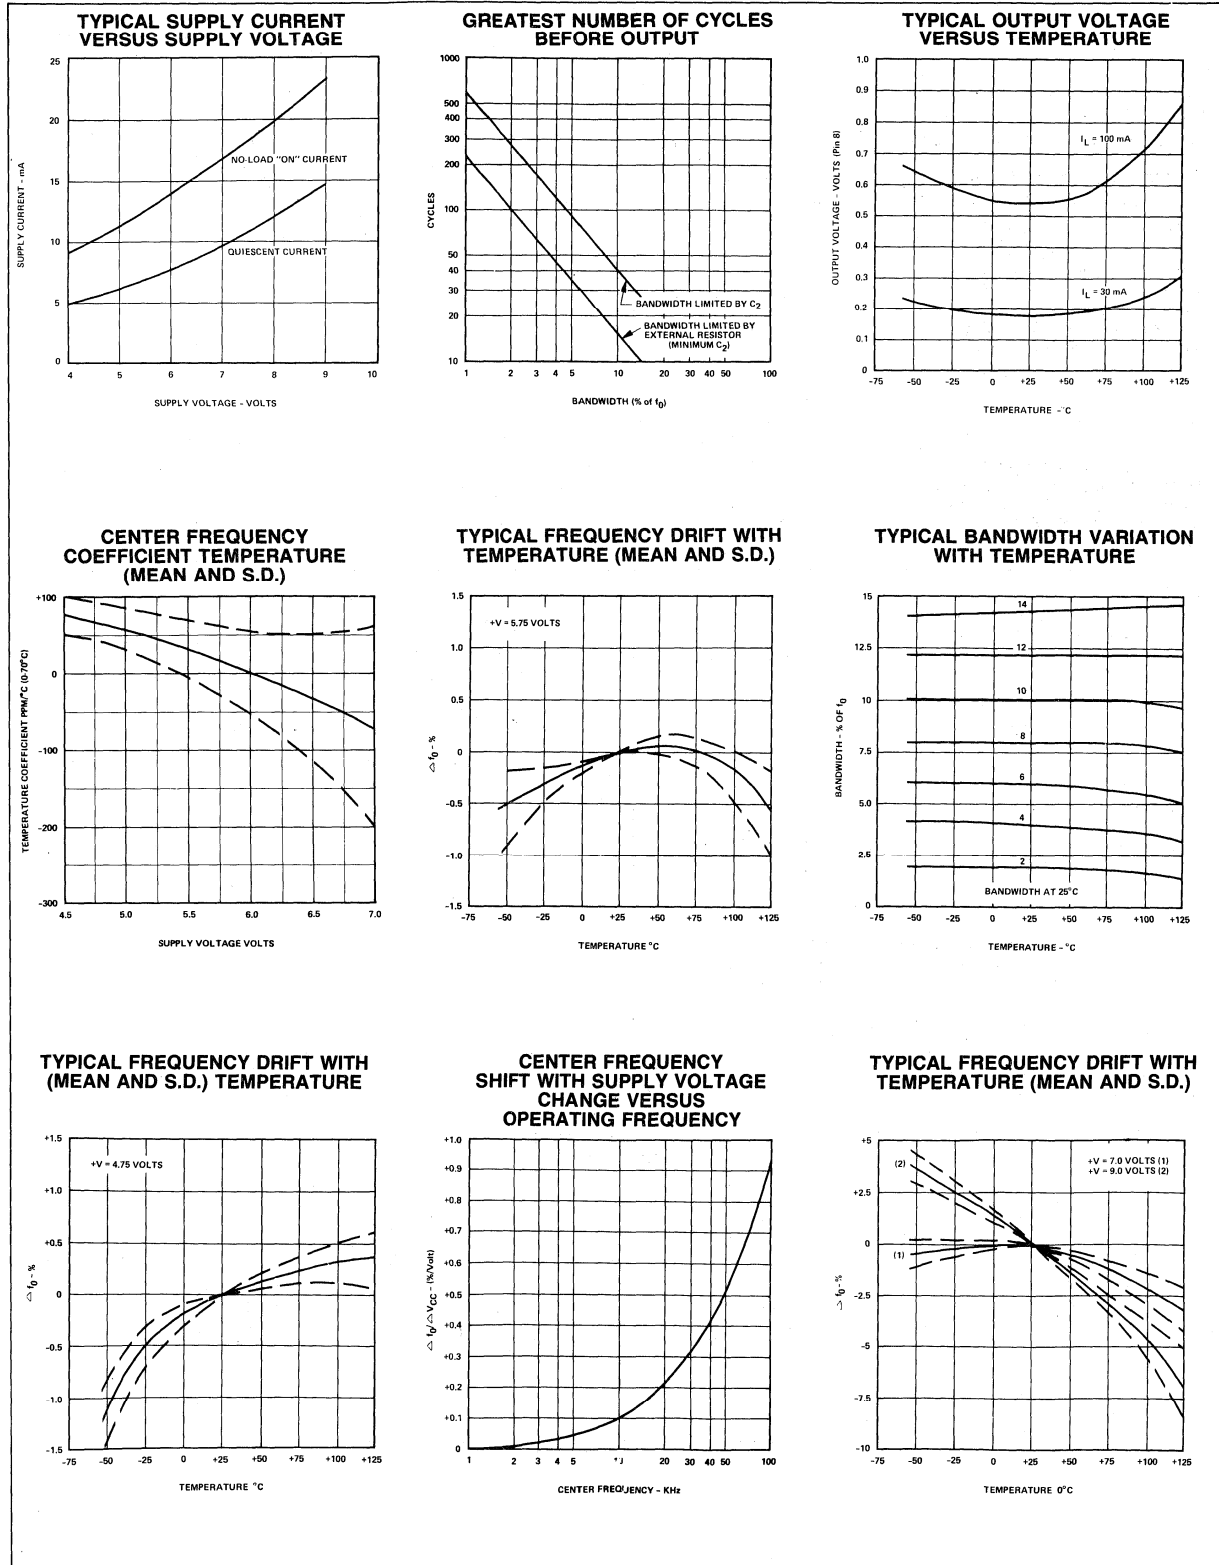 TYPICAL SUPPLY CURRENT
VERSUS SUPPLY VOLTAGE
25
20
15
10
5
0
SUPPLY CURRENT - mA
NO-LOAD "ON" CURRENT
QUIESCENT CURRENT
4 5 6 7 8 9 10
SUPPLY VOLTAGE - VOLTS
GREATEST NUMBER OF CYCLES
BEFORE OUTPUT
1000
500
400
300
200
100
50
40
30
20
10
CYCLES
BANDWIDTH LIMITED BY C2
BANDWIDTH LIMITED BY
EXTERNAL RESISTOR
(MINIMUM C2)
1 2 3 4 5 10 20 30 40 50 100
BANDWIDTH (% of f0)
TYPICAL OUTPUT VOLTAGE
VERSUS TEMPERATURE
1.0
0.9
0.8
0.7
0.6
0.5
0.4
0.3
0.2
0.1
0
OUTPUT VOLTAGE - VOLTS (Pin 8)
IL = 100 mA
IL = 30 mA
-75 -50 -25 0 +25 +50 +75 +100 +125
TEMPERATURE - °C
CENTER FREQUENCY
COEFFICIENT TEMPERATURE
(MEAN AND S.D.)
+100
0
-100
-200
-300
TEMPERATURE COEFFICIENT PPM/°C (0-70°C)
4.5 5.0 5.5 6.0 6.5 7.0
SUPPLY VOLTAGE VOLTS
TYPICAL FREQUENCY DRIFT WITH
TEMPERATURE (MEAN AND S.D.)
1.5
1.0
0.5
0
-0.5
-1.0
-1.5
△ f0 - %
+V = 5.75 VOLTS
-75 -50 -25 0 +25 +50 +75 +100 +125
TEMPERATURE °C
TYPICAL BANDWIDTH VARIATION
WITH TEMPERATURE
15
12.5
10
7.5
5.0
2.5
0
BANDWIDTH - % OF f0
14
12
10
8
6
4
2
BANDWIDTH AT 25°C
-75 -50 -25 0 +25 +50 +75 +100 +125
TEMPERATURE - °C
TYPICAL FREQUENCY DRIFT WITH
(MEAN AND S.D.) TEMPERATURE
+1.5
+1.0
+0.5
0
-0.5
-1.0
-1.5
△ f0 - %
+V = 4.75 VOLTS
-75 -50 -25 0 +25 +50 +75 +100 +125
TEMPERATURE °C
CENTER FREQUENCY
SHIFT WITH SUPPLY VOLTAGE
CHANGE VERSUS
OPERATING FREQUENCY
+1.0
+0.9
+0.8
+0.7
+0.6
+0.5
+0.4
+0.3
+0.2
+0.1
0
△ f0/△ VCC - (%/Volt)
1 2 3 4 5 20 30 40 50 100
CENTER FREQUENCY - KHz
TYPICAL FREQUENCY DRIFT WITH
TEMPERATURE (MEAN AND S.D.)
+5
+2.5
0
-2.5
-5
-7.5
-10
△ f0 - %
(2)
(1)
+V = 7.0 VOLTS (1)
+V = 9.0 VOLTS (2)
-75 -50 -25 0 +25 +50 +75 +100 +125
TEMPERATURE 0°C